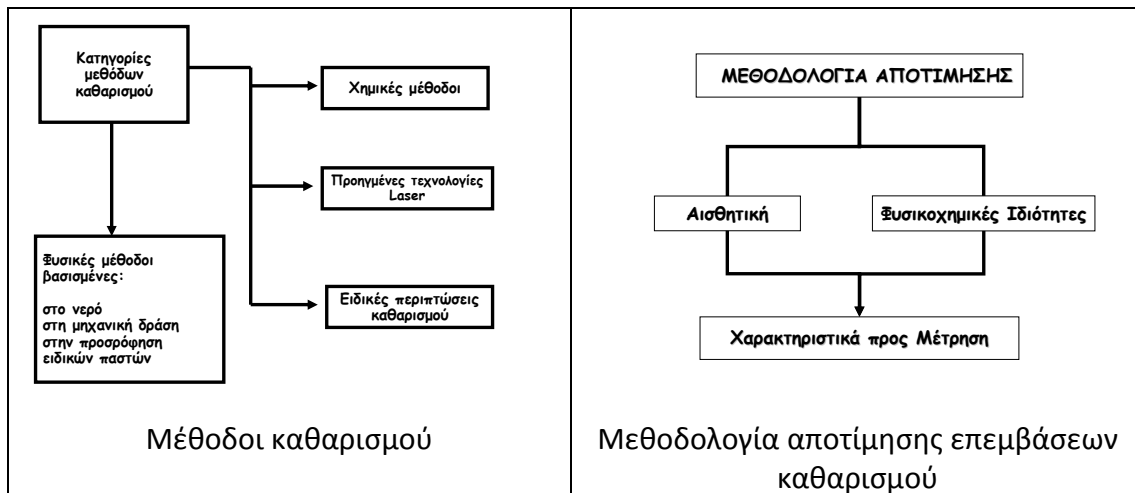 Κατηγορίες
μεθόδων
καθαρισμού
Χημικές μέθοδοι
Προηγμένες τεχνολογίες
Laser
Φυσικές μέθοδοι
βασισμένες:
στο νερό
στη μηχανική δράση
στην προσρόφηση
ειδικών παστών
Ειδικές περιπτώσεις
καθαρισμού
Μέθοδοι καθαρισμού
ΜΕΘΟΔΟΛΟΓΙΑ ΑΠΟΤΙΜΗΣΗΣ
Αισθητική
Φυσικοχημικές Ιδιότητες
Χαρακτηριστικά προς Μέτρηση
Μεθοδολογία αποτίμησης επεμβάσεων
καθαρισμού